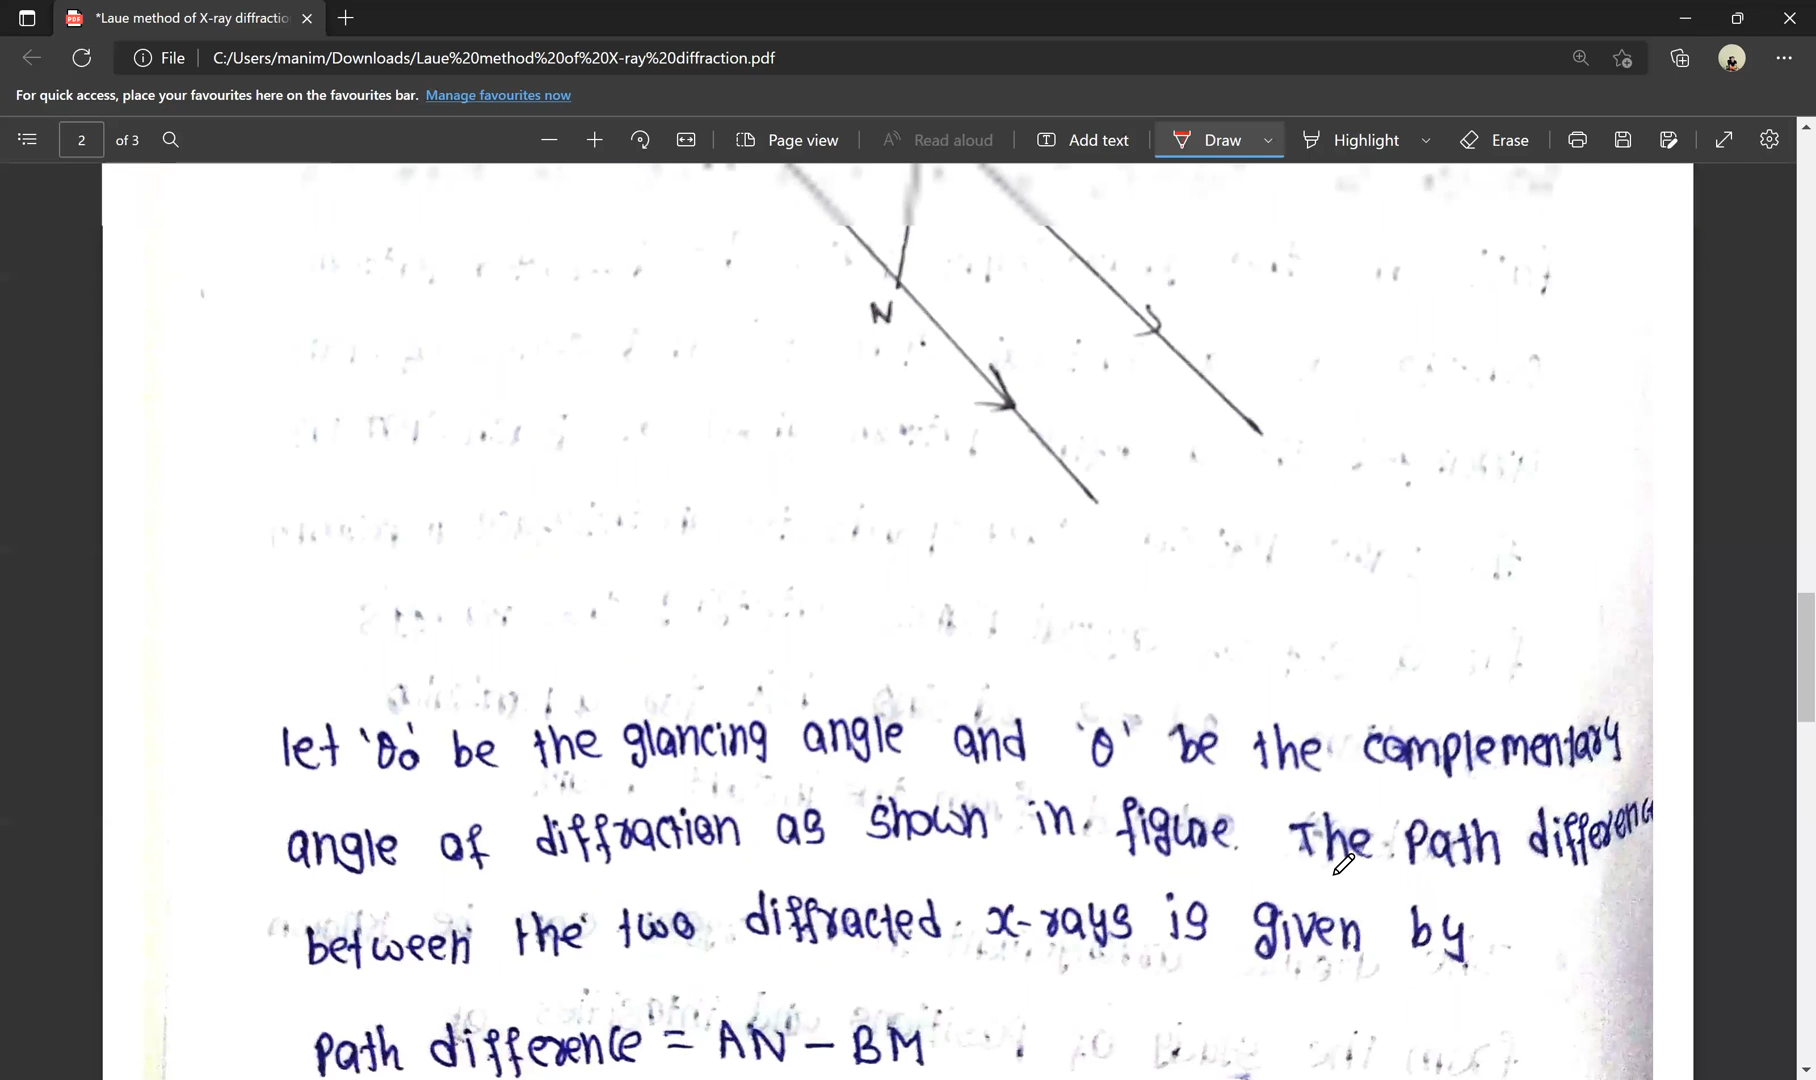 *Laue method of X-ray diffractio
File C:/Users/manim/Downloads/Laue%20method%20of%20X-ray%20diffraction.pdf
For quick access, place your favourites here on the favourites bar. Manage favourites now
2 of 3 Page view Read aloud Add text Draw Highlight Erase
N
let 'θo' be the glancing angle and 'θ' be the complementary
angle of diffraction as shown in figure. The path difference
between the two diffracted x-rays is given by
path difference = AN - BM